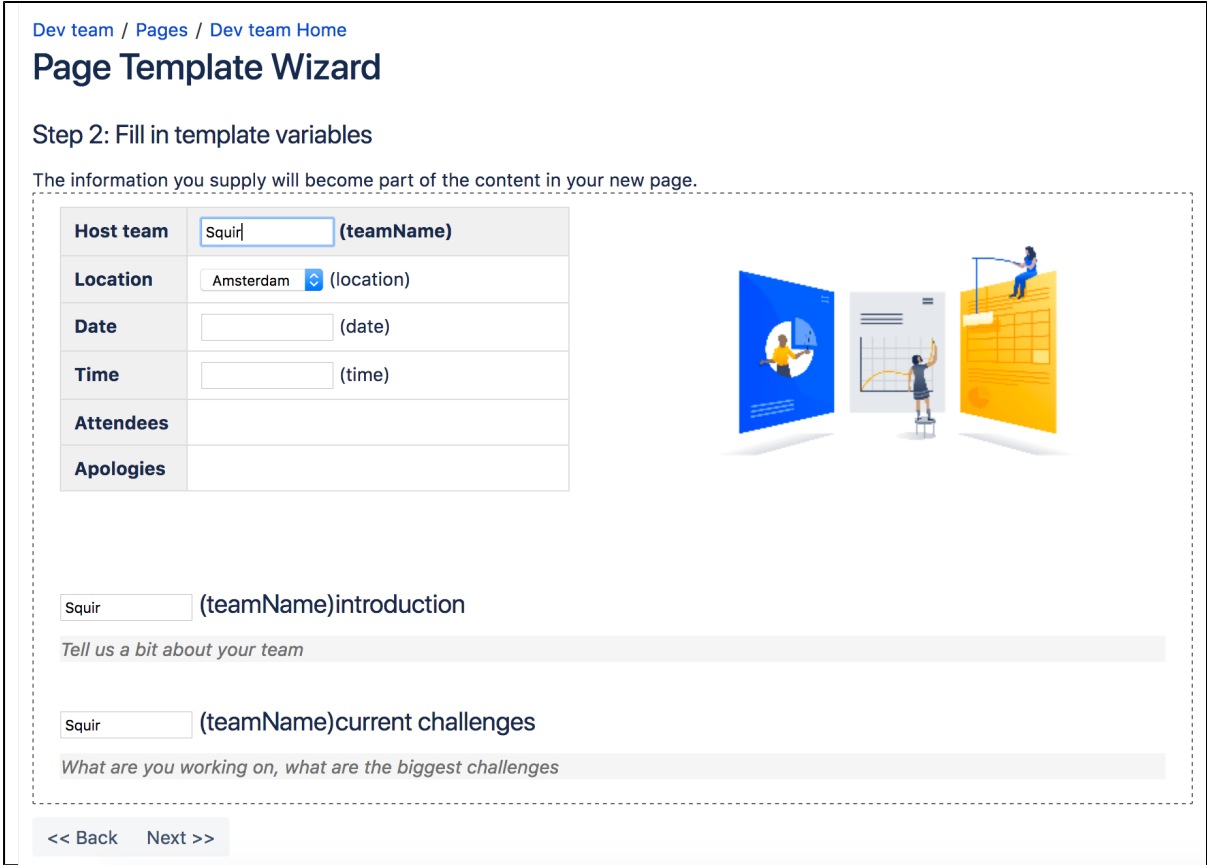 Dev team / Pages / Dev team Home
Page Template Wizard
Step 2: Fill in template variables
The information you supply will become part of the content in your new page.
Host team Squir (teamName)
Location Amsterdam (location)
Date (date)
Time (time)
Attendees
Apologies
Squir (teamName)introduction
Tell us a bit about your team
Squir (teamName)current challenges
What are you working on, what are the biggest challenges
<< Back Next >>